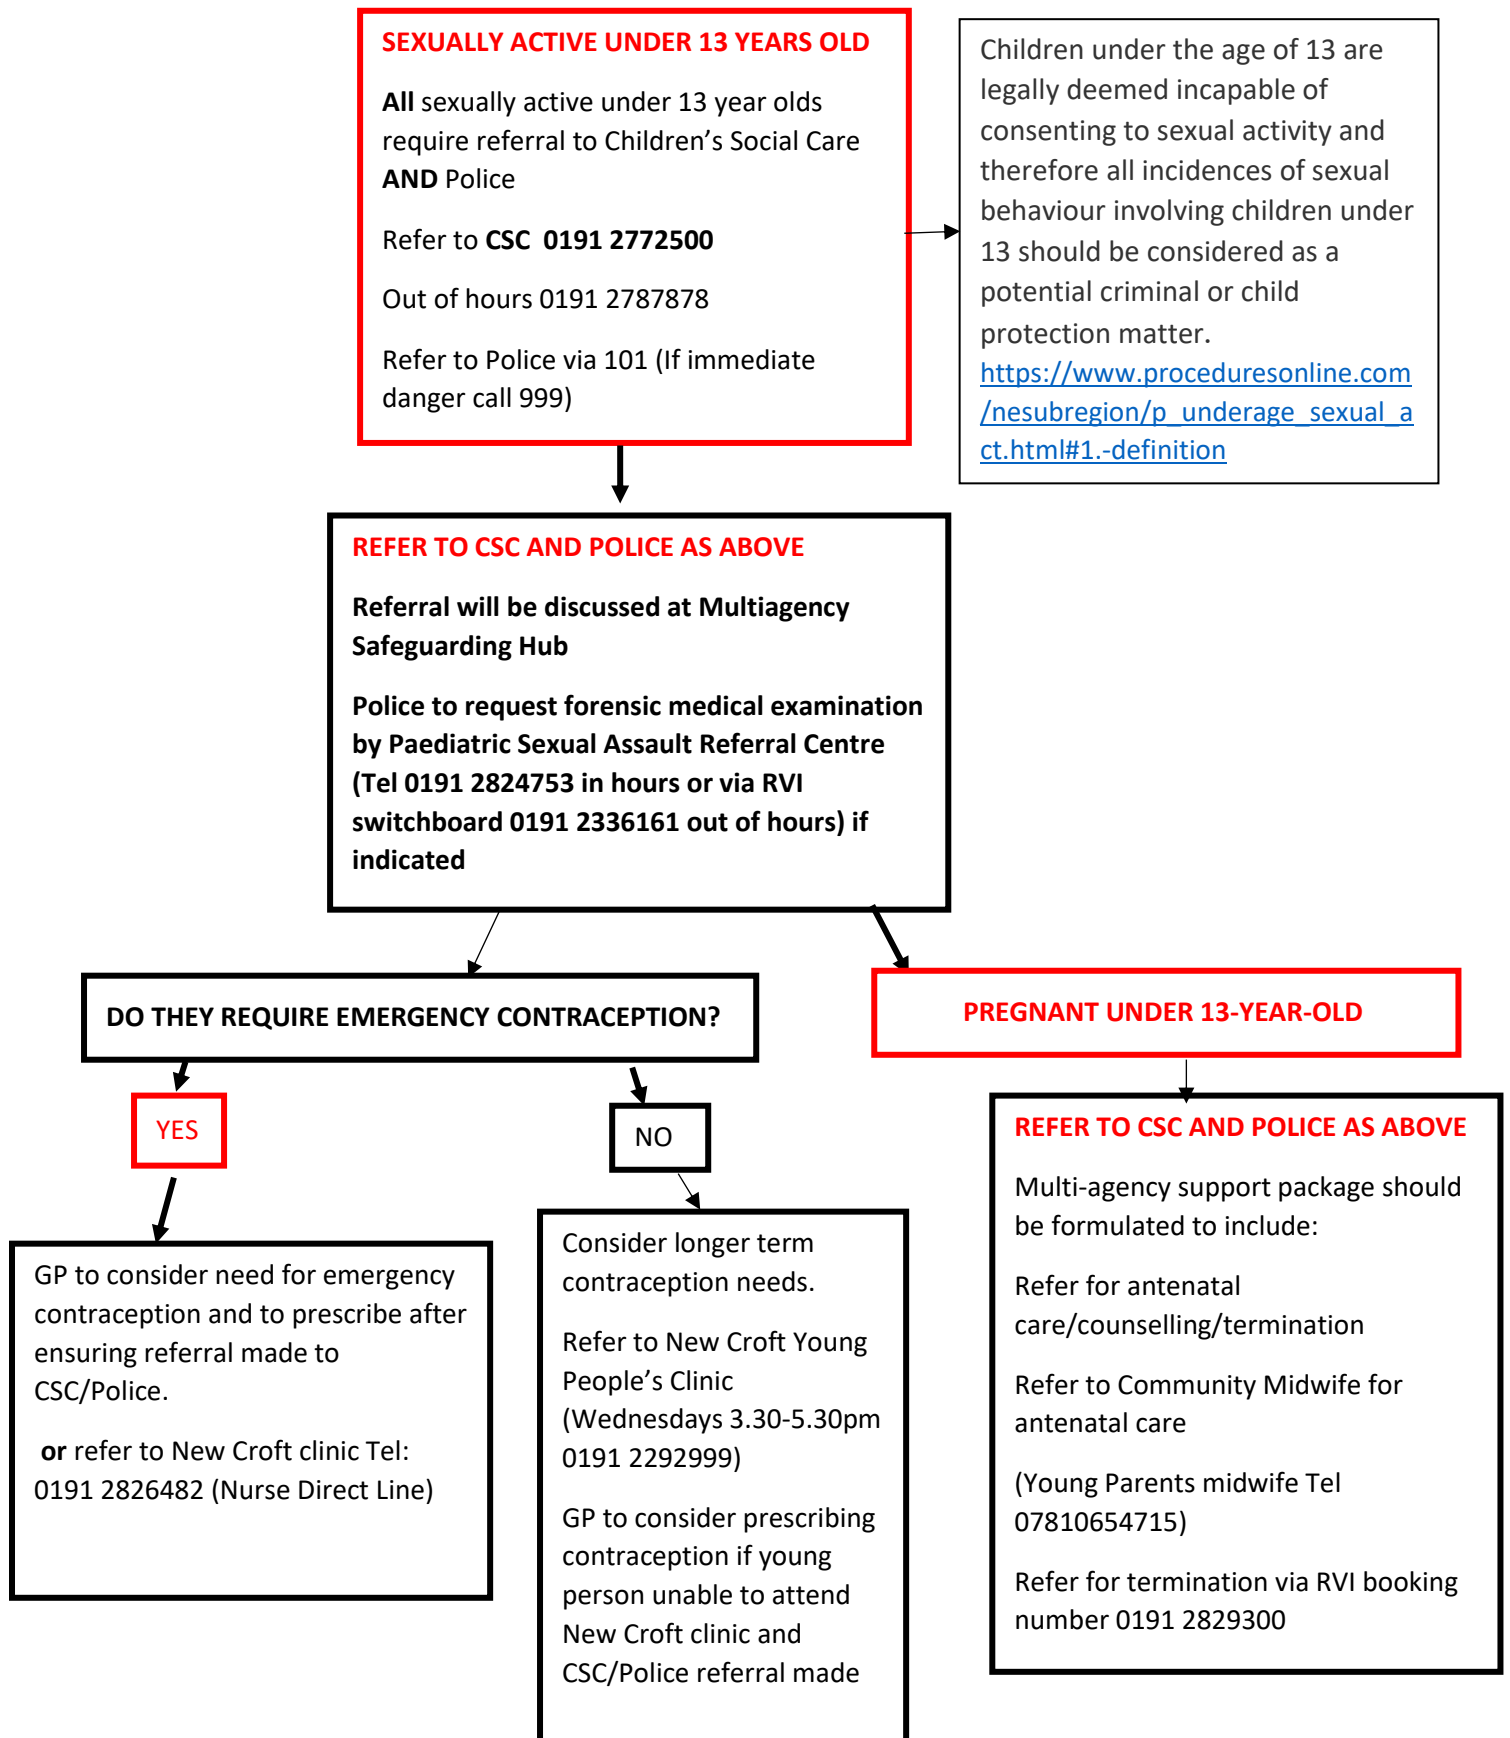 SEXUALLY ACTIVE UNDER 13 YEARS OLD
All sexually active under 13 year olds
require referral to Children’s Social Care
AND Police
Refer to CSC  0191 2772500
Out of hours 0191 2787878
Refer to Police via 101 (If immediate
danger call 999)
Children under the age of 13 are
legally deemed incapable of
consenting to sexual activity and
therefore all incidences of sexual
behaviour involving children under
13 should be considered as a
potential criminal or child
protection matter.
https://www.proceduresonline.com
/nesubregion/p_underage_sexual_a
ct.html#1.-definition
REFER TO CSC AND POLICE AS ABOVE
Referral will be discussed at Multiagency
Safeguarding Hub
Police to request forensic medical examination
by Paediatric Sexual Assault Referral Centre
(Tel 0191 2824753 in hours or via RVI
switchboard 0191 2336161 out of hours) if
indicated
DO THEY REQUIRE EMERGENCY CONTRACEPTION?
YES
GP to consider need for emergency
contraception and to prescribe after
ensuring referral made to
CSC/Police.
or refer to New Croft clinic Tel:
0191 2826482 (Nurse Direct Line)
NO
Consider longer term
contraception needs.
Refer to New Croft Young
People’s Clinic
(Wednesdays 3.30-5.30pm
0191 2292999)
GP to consider prescribing
contraception if young
person unable to attend
New Croft clinic and
CSC/Police referral made
PREGNANT UNDER 13-YEAR-OLD
REFER TO CSC AND POLICE AS ABOVE
Multi-agency support package should
be formulated to include:
Refer for antenatal
care/counselling/termination
Refer to Community Midwife for
antenatal care
(Young Parents midwife Tel
07810654715)
Refer for termination via RVI booking
number 0191 2829300